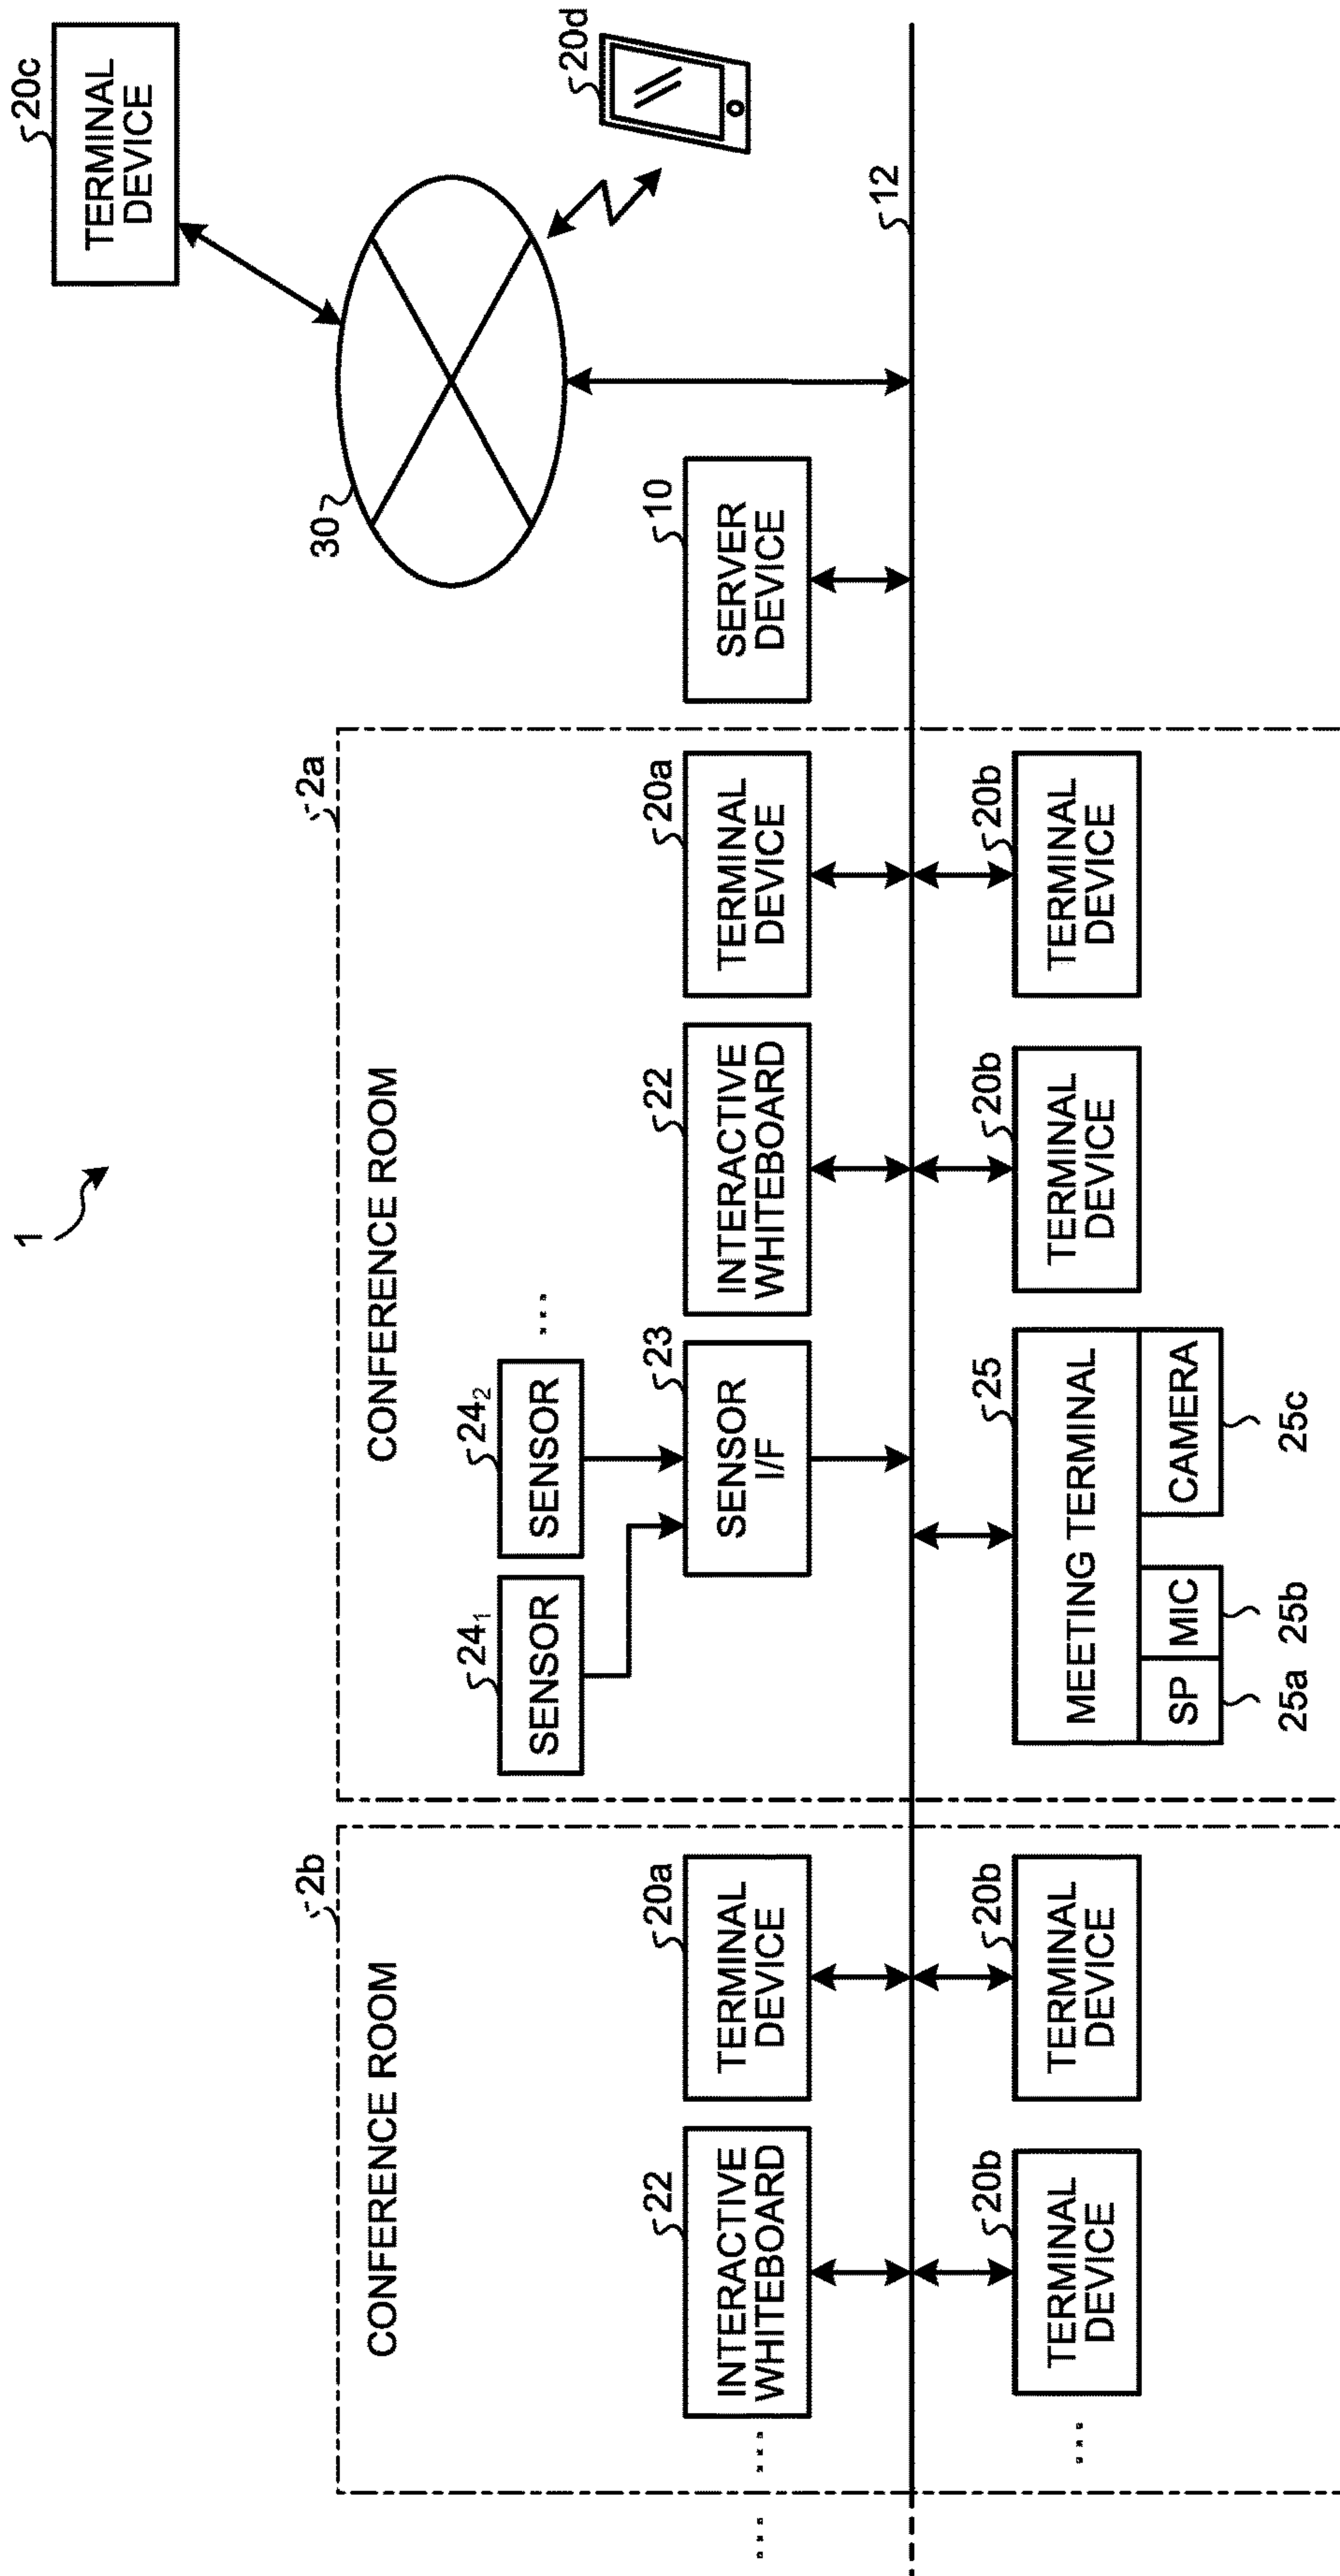 1
20c
TERMINAL
DEVICE
30
20d
12
10
SERVER
DEVICE
2a
CONFERENCE ROOM
24₁
SENSOR
24₂
SENSOR
...
23
SENSOR
I/F
22
INTERACTIVE
WHITEBOARD
20a
TERMINAL
DEVICE
25
MEETING TERMINAL
SP
MIC
CAMERA
25a
25b
25c
20b
TERMINAL
DEVICE
20b
TERMINAL
DEVICE
2b
CONFERENCE ROOM
...
...
22
INTERACTIVE
WHITEBOARD
20a
TERMINAL
DEVICE
...
20b
TERMINAL
DEVICE
20b
TERMINAL
DEVICE